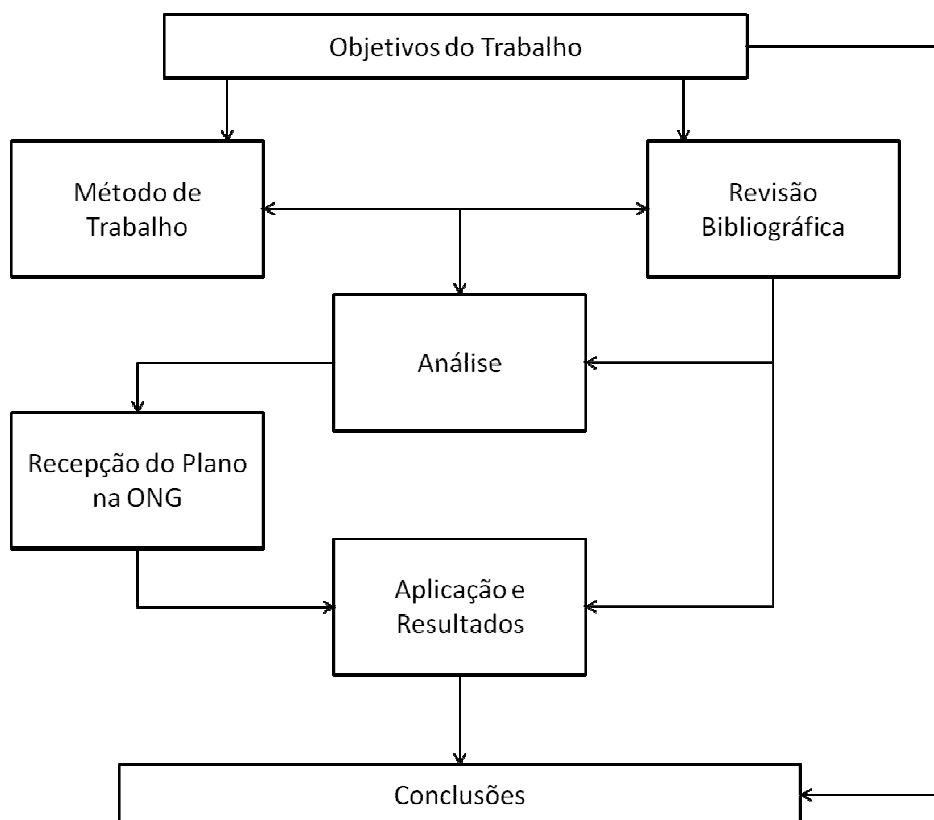 Objetivos do Trabalho
Método de
Trabalho
Revisão
Bibliográfica
Análise
Recepção do Plano
na ONG
Aplicação e
Resultados
Conclusões